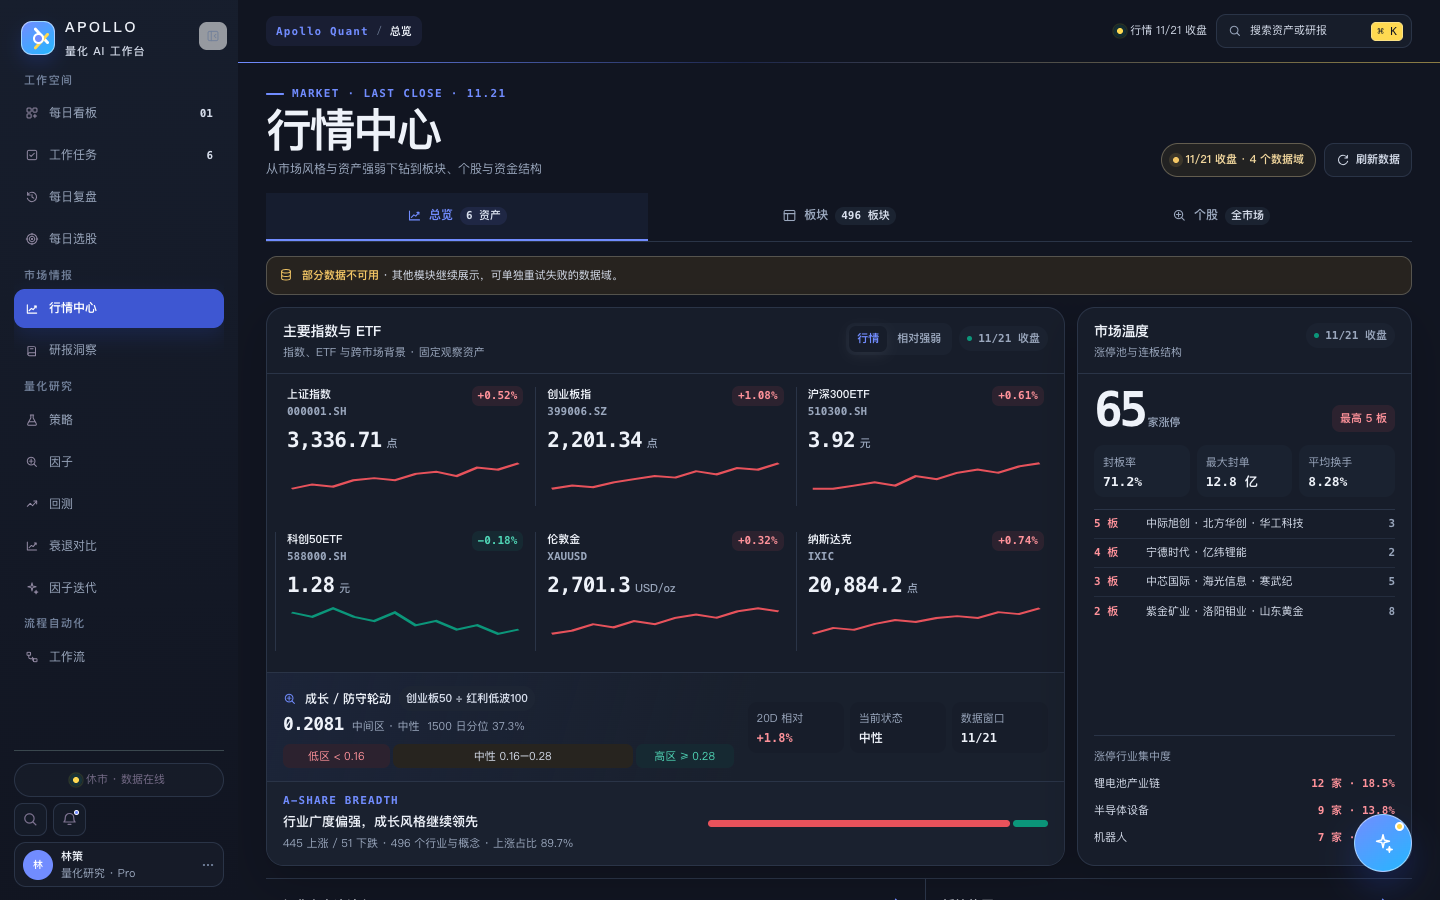 APOLLO
量化 AI 工作台
工作空间
每日看板 01
工作任务 6
每日复盘
每日选股
市场情报
行情中心
研报洞察
量化研究
策略
因子
回测
衰退对比
因子迭代
流程自动化
工作流
休市 · 数据在线
林
林策
量化研究 · Pro
Apollo Quant / 总览
行情 11/21 收盘
搜索资产或研报
⌘ K
MARKET · LAST CLOSE · 11.21
行情中心
从市场风格与资产强弱下钻到板块、个股与资金结构
11/21 收盘 · 4 个数据域
刷新数据
总览 6 资产
板块 496 板块
个股 全市场
部分数据不可用 · 其他模块继续展示，可单独重试失败的数据域。
主要指数与 ETF
指数、ETF 与跨市场背景 · 固定观察资产
行情 相对强弱
11/21 收盘
上证指数
000001.SH
+0.52%
3,336.71 点
创业板指
399006.SZ
+1.08%
2,201.34 点
沪深300ETF
510300.SH
+0.61%
3.92 元
科创50ETF
588000.SH
−0.18%
1.28 元
伦敦金
XAUUSD
+0.32%
2,701.3 USD/oz
纳斯达克
IXIC
+0.74%
20,884.2 点
成长 / 防守轮动 创业板50 ÷ 红利低波100
0.2081 中间区 · 中性 1500 日分位 37.3%
低区 < 0.16
中性 0.16—0.28
高区 ≥ 0.28
20D 相对
+1.8%
当前状态
中性
数据窗口
11/21
A-SHARE BREADTH
行业广度偏强，成长风格继续领先
445 上涨 / 51 下跌 · 496 个行业与概念 · 上涨占比 89.7%
市场温度
涨停池与连板结构
11/21 收盘
65 家涨停
最高 5 板
封板率
71.2%
最大封单
12.8 亿
平均换手
8.28%
5 板 中际旭创 · 北方华创 · 华工科技 3
4 板 宁德时代 · 亿纬锂能 2
3 板 中芯国际 · 海光信息 · 寒武纪 5
2 板 紫金矿业 · 洛阳钼业 · 山东黄金 8
涨停行业集中度
锂电池产业链 12 家 · 18.5%
半导体设备 9 家 · 13.8%
机器人 7 家 ·